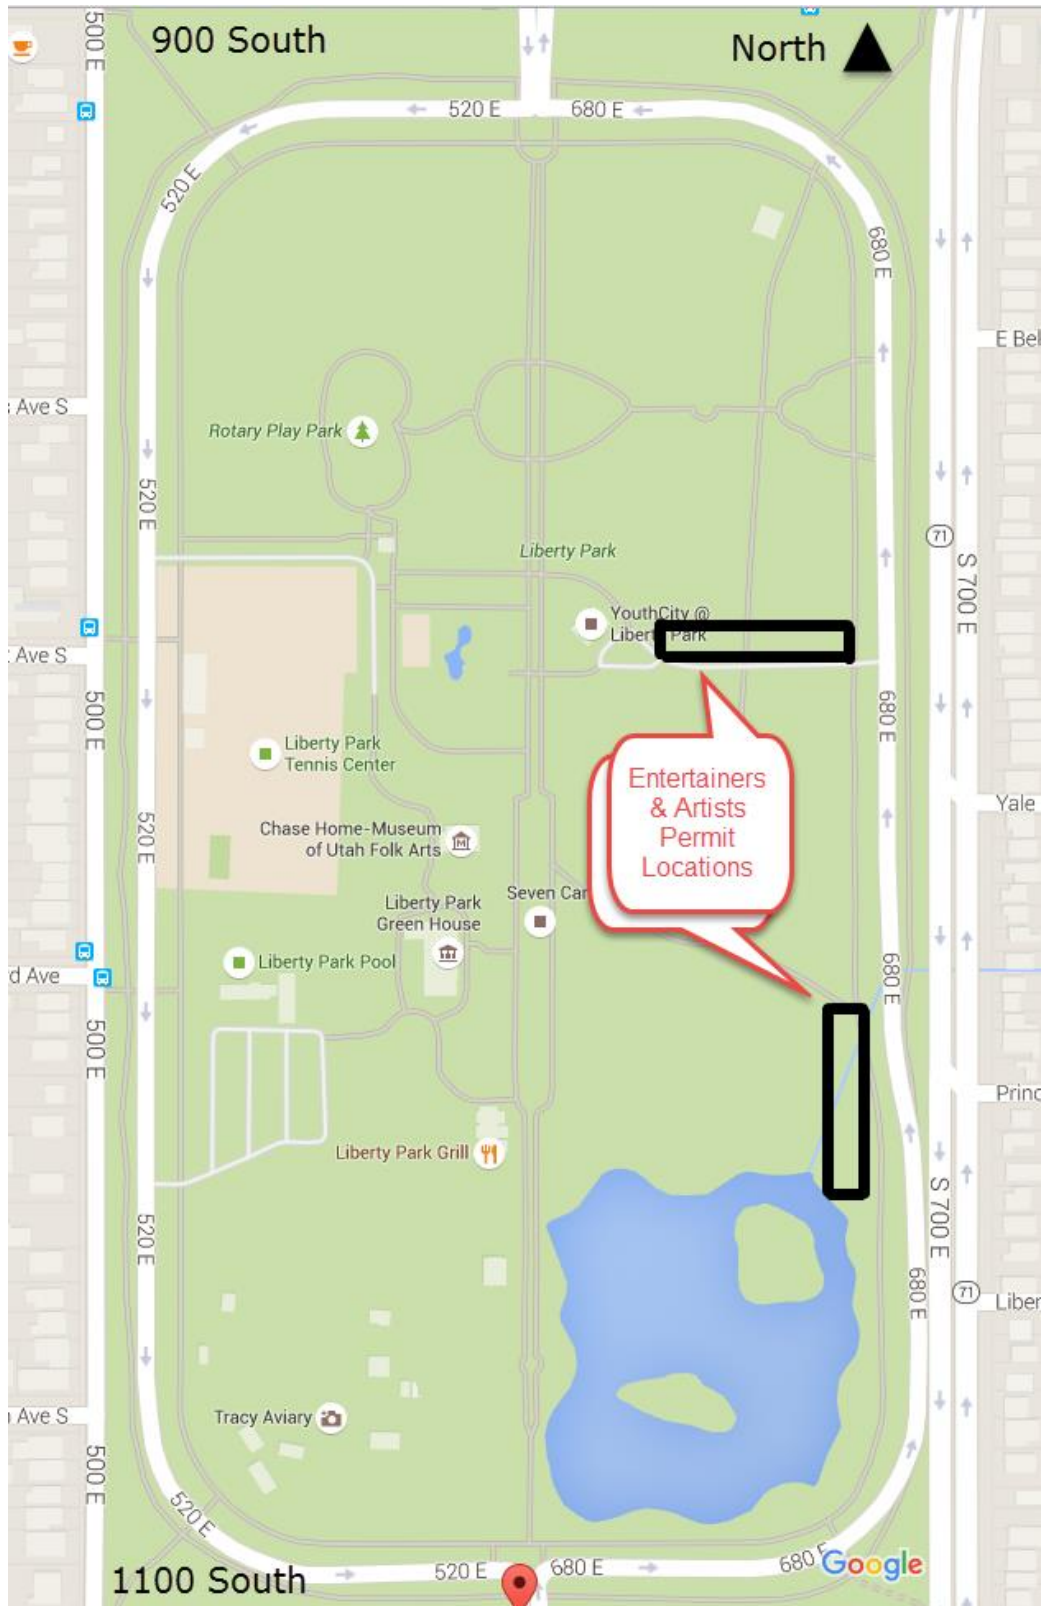 900 South
North
500 E
520 E
680 E
520 E
680 E
E Bel
Ave S
Rotary Play Park
520 E
71
Liberty Park
S 700 E
YouthCity @
Liberty Park
Ave S
500 E
680 E
Liberty Park
Tennis Center
Entertainers
& Artists
Permit
Locations
Yale
520 E
Chase Home-Museum
of Utah Folk Arts
M
Liberty Park
Green House
Seven Can
Liberty Park Pool
d Ave
680 E
500 E
Princ
Liberty Park Grill
S 700 E
520 E
680 E
71
Liber
Tracy Aviary
Ave S
500 E
520 E
1100 South
520 E
680 E
680
Google